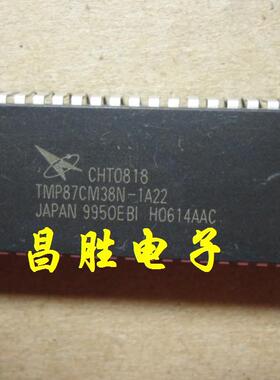 CHT0818
TMP87CM38N-1A22
JAPAN 9950EBI H0614AAC
昌胜电子